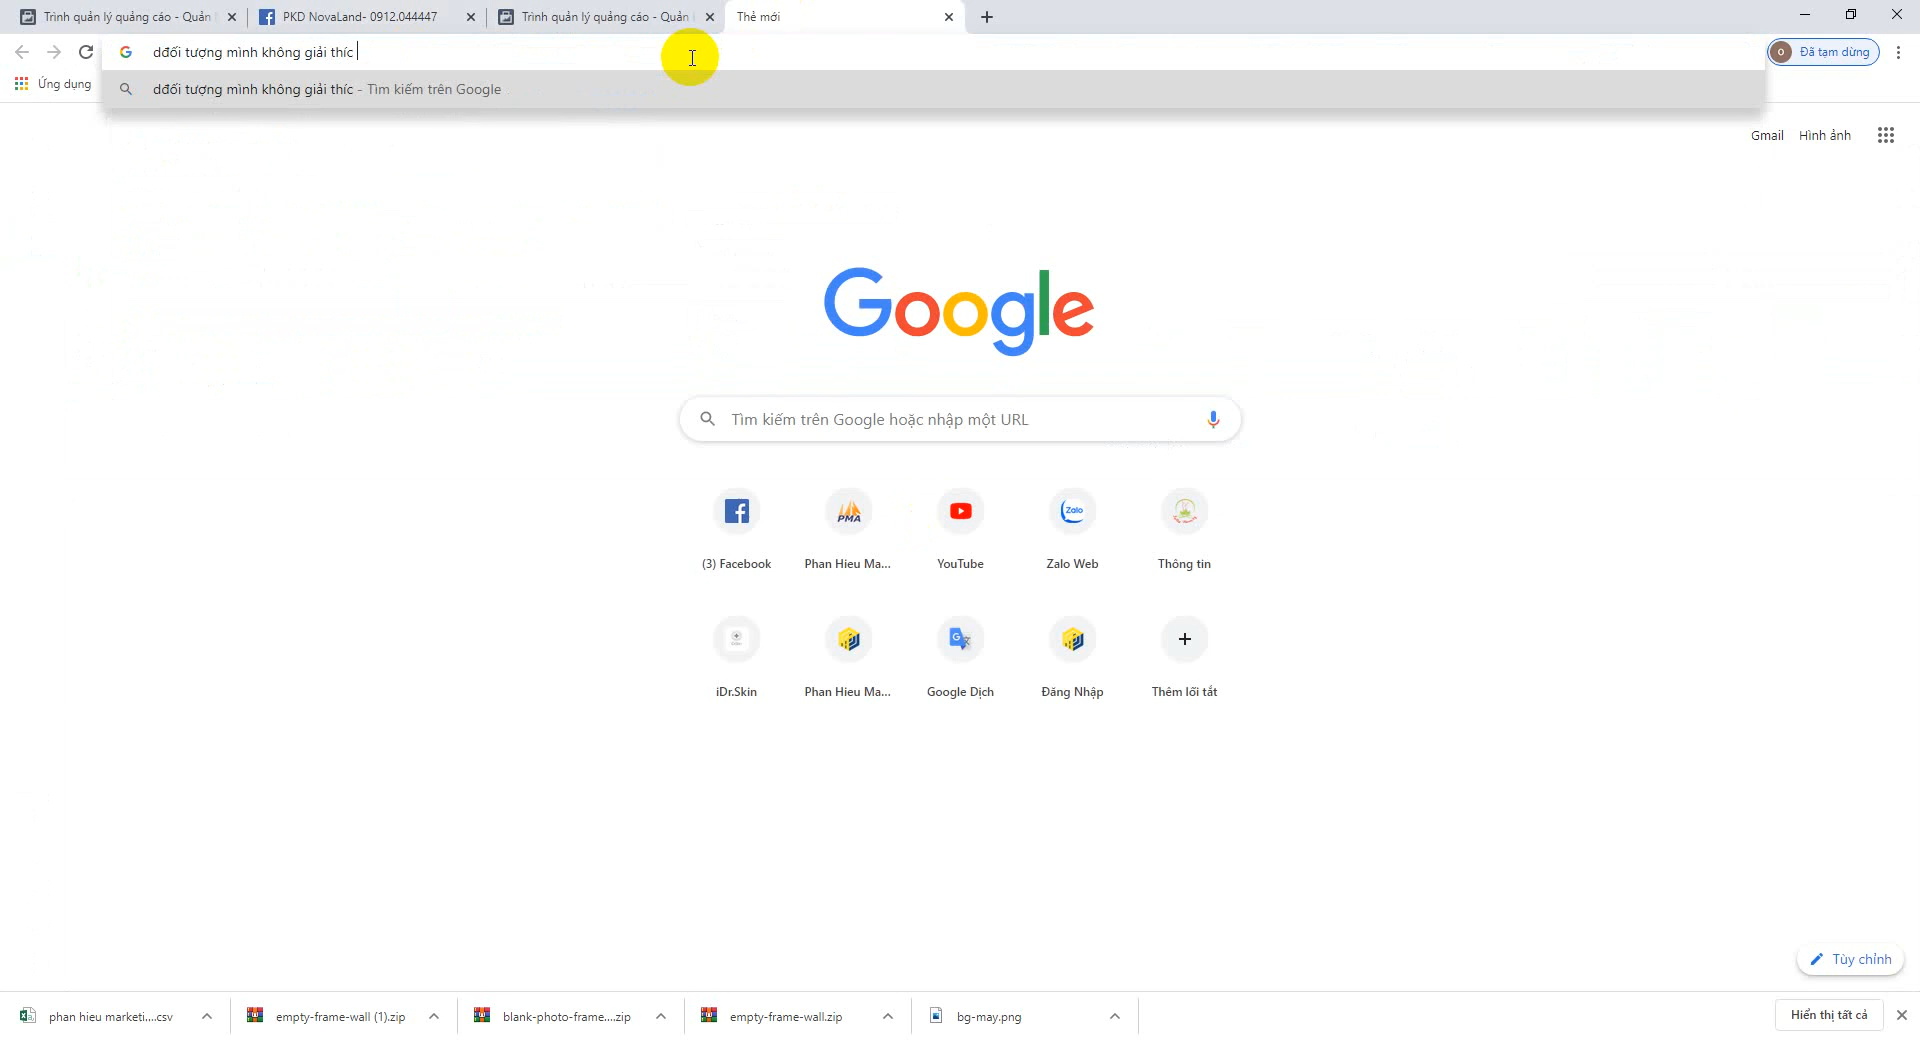 Trình quản lý quảng cáo - Quản
PKD NovaLand- 0912.044447
Trình quản lý quảng cáo - Quản
Thẻ mới
dđối tượng mình không giải thíc
o
Đã tạm dừng
Ứng dụng
dđối tượng mình không giải thíc - Tìm kiếm trên Google
Gmail
Hình ảnh
Google
Tìm kiếm trên Google hoặc nhập một URL
PMA
Zalo
(3) Facebook
Phan Hieu Ma...
YouTube
Zalo Web
Thông tin
iDr.Skin
Phan Hieu Ma...
Google Dịch
Đăng Nhập
Thêm lối tắt
Tùy chỉnh
phan hieu marketi....csv
empty-frame-wall (1).zip
blank-photo-frame....zip
empty-frame-wall.zip
bg-may.png
Hiển thị tất cả